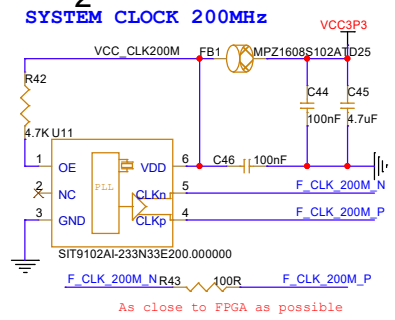 2
SYSTEM CLOCK 200MHz
VCC3P3
VCC_CLK200M FB1 MPZ1608S102ATD25
R42
C44 C45
100nF 4.7uF
4.7K U11
1 OE VDD 6 C46 100nF
PLL
2 NC CLKn 5 F_CLK_200M_N
3 GND CLKp 4 F_CLK_200M_P
SIT9102AI-233N33E200.000000
F_CLK_200M_N R43 100R F_CLK_200M_P
As close to FPGA as possible